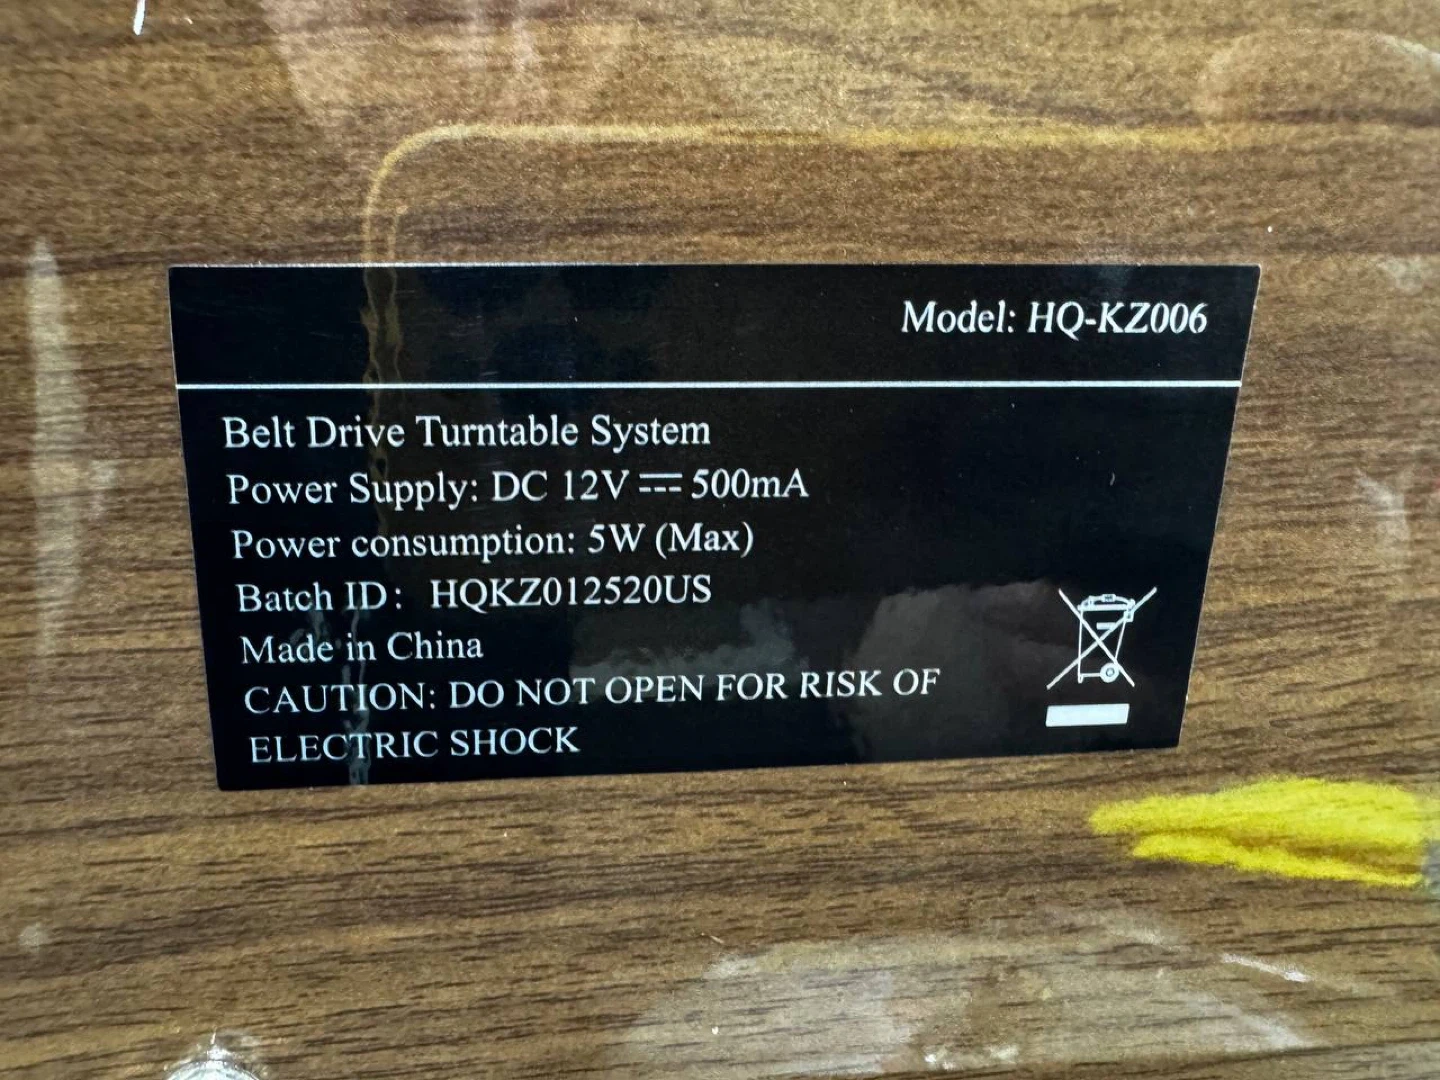 Model: HQ-KZ006
Belt Drive Turntable System
Power Supply: DC 12V ⎓ 500mA
Power consumption: 5W (Max)
Batch ID: HQKZ012520US
Made in China
CAUTION: DO NOT OPEN FOR RISK OF
ELECTRIC SHOCK